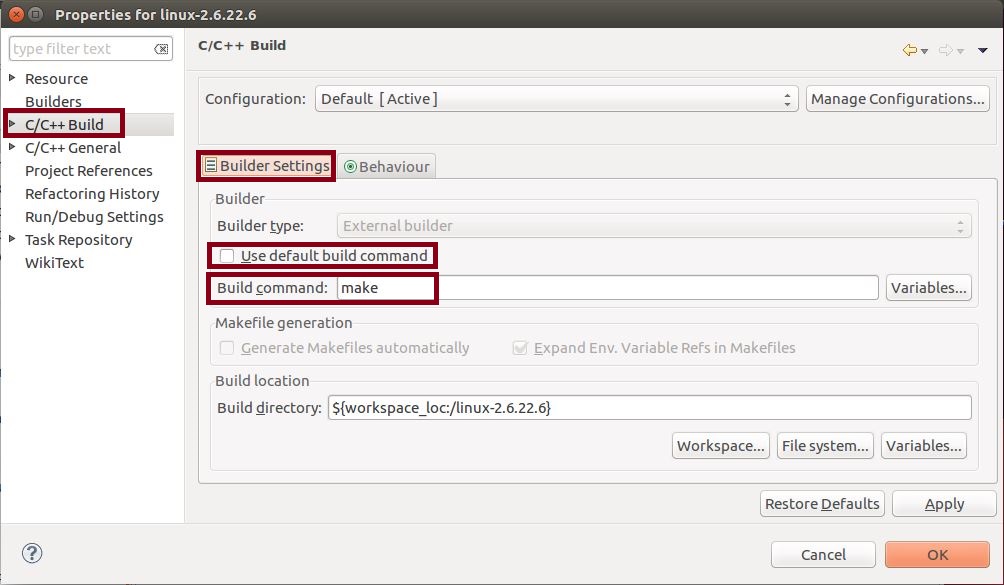 Properties for linux-2.6.22.6
type filter text
Resource
Builders
C/C++ Build
C/C++ General
Project References
Refactoring History
Run/Debug Settings
Task Repository
WikiText
C/C++ Build
Configuration: Default [ Active ] Manage Configurations...
Builder Settings Behaviour
Builder
Builder type: External builder
Use default build command
Build command: make Variables...
Makefile generation
Generate Makefiles automatically Expand Env. Variable Refs in Makefiles
Build location
Build directory: ${workspace_loc:/linux-2.6.22.6}
Workspace... File system... Variables...
Restore Defaults Apply
? Cancel OK